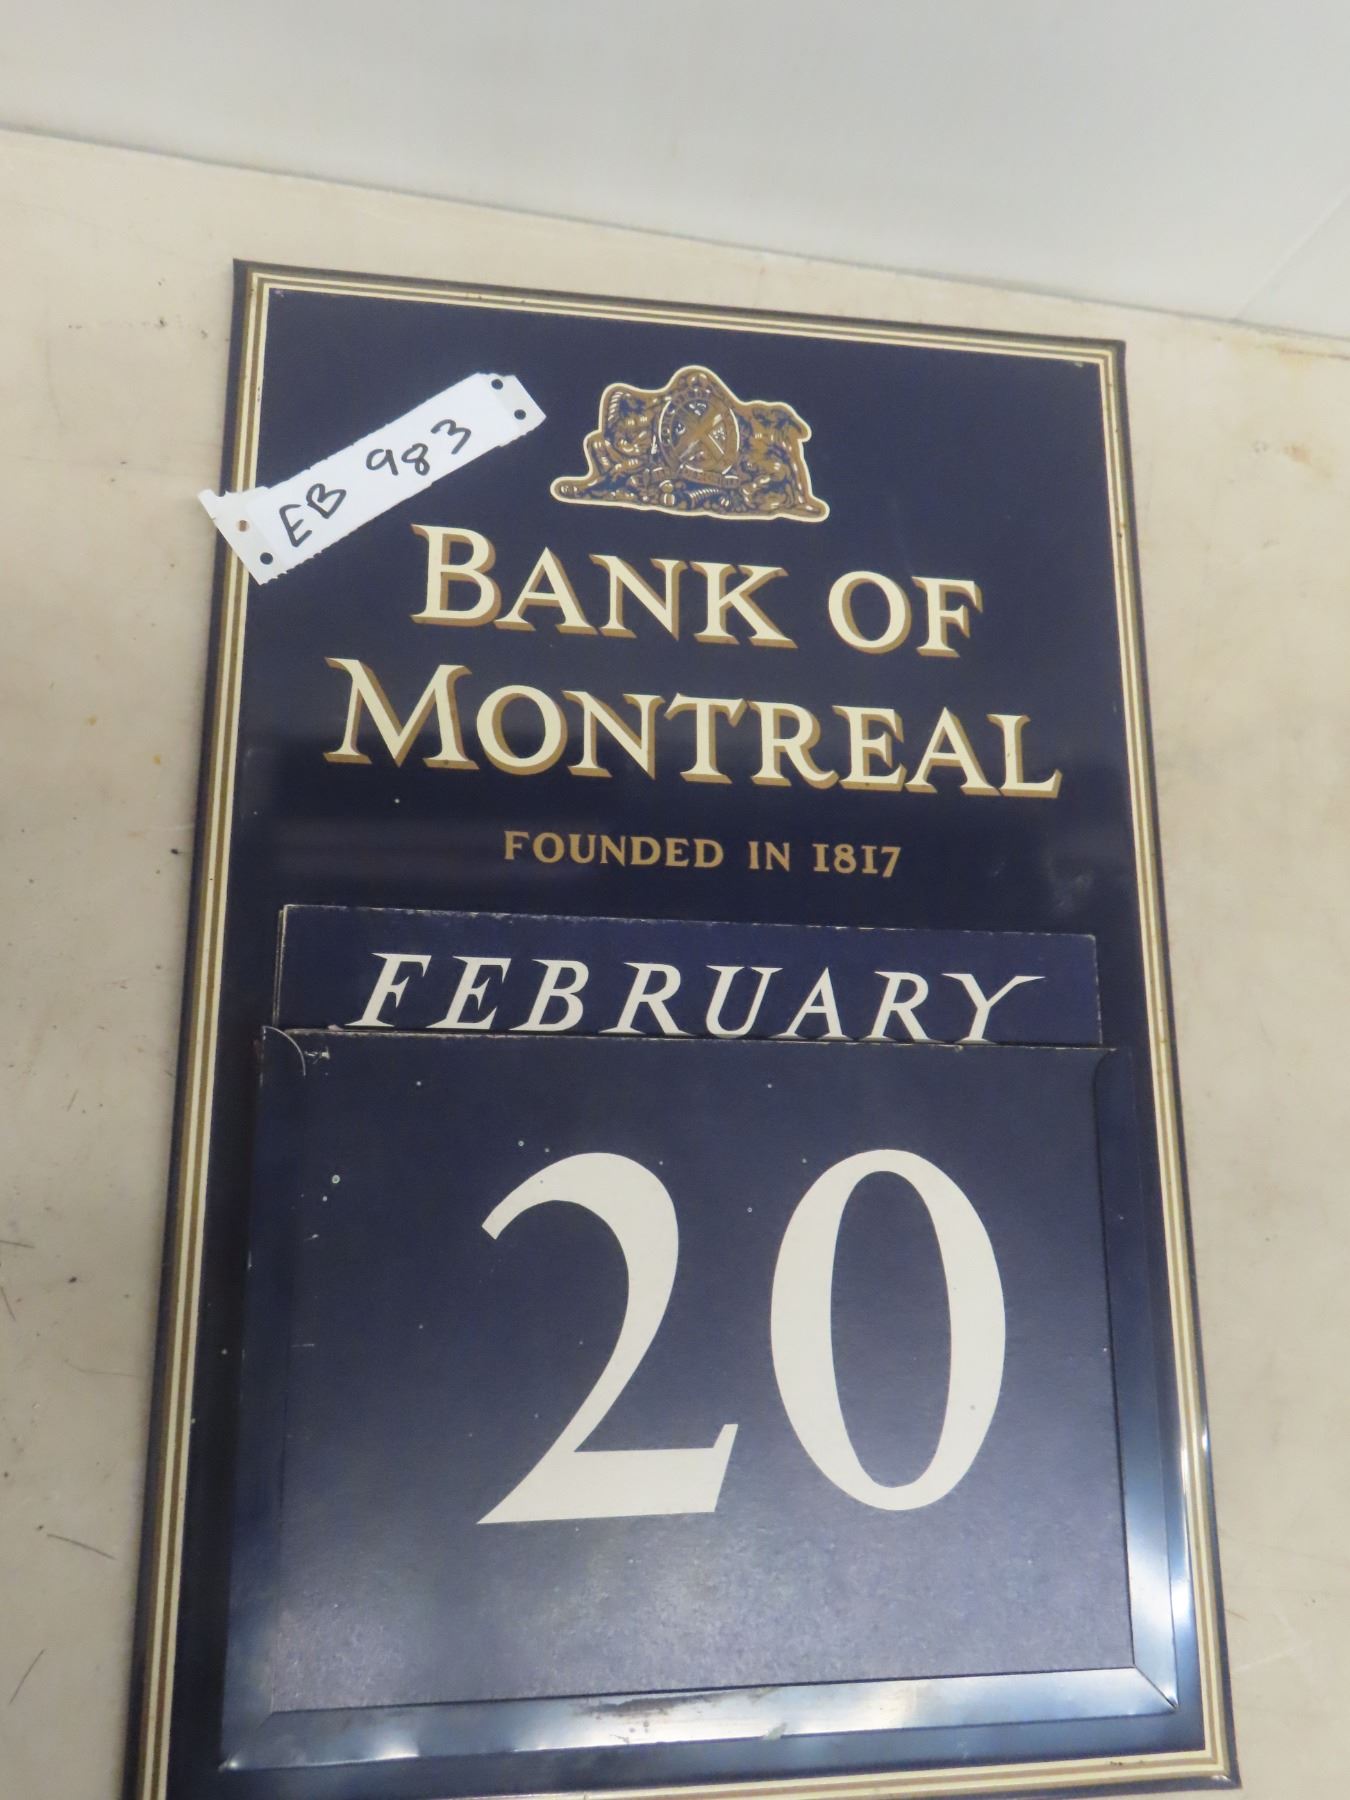 EB 983
BANK OF
MONTREAL
FOUNDED IN 1817
FEBRUARY
20